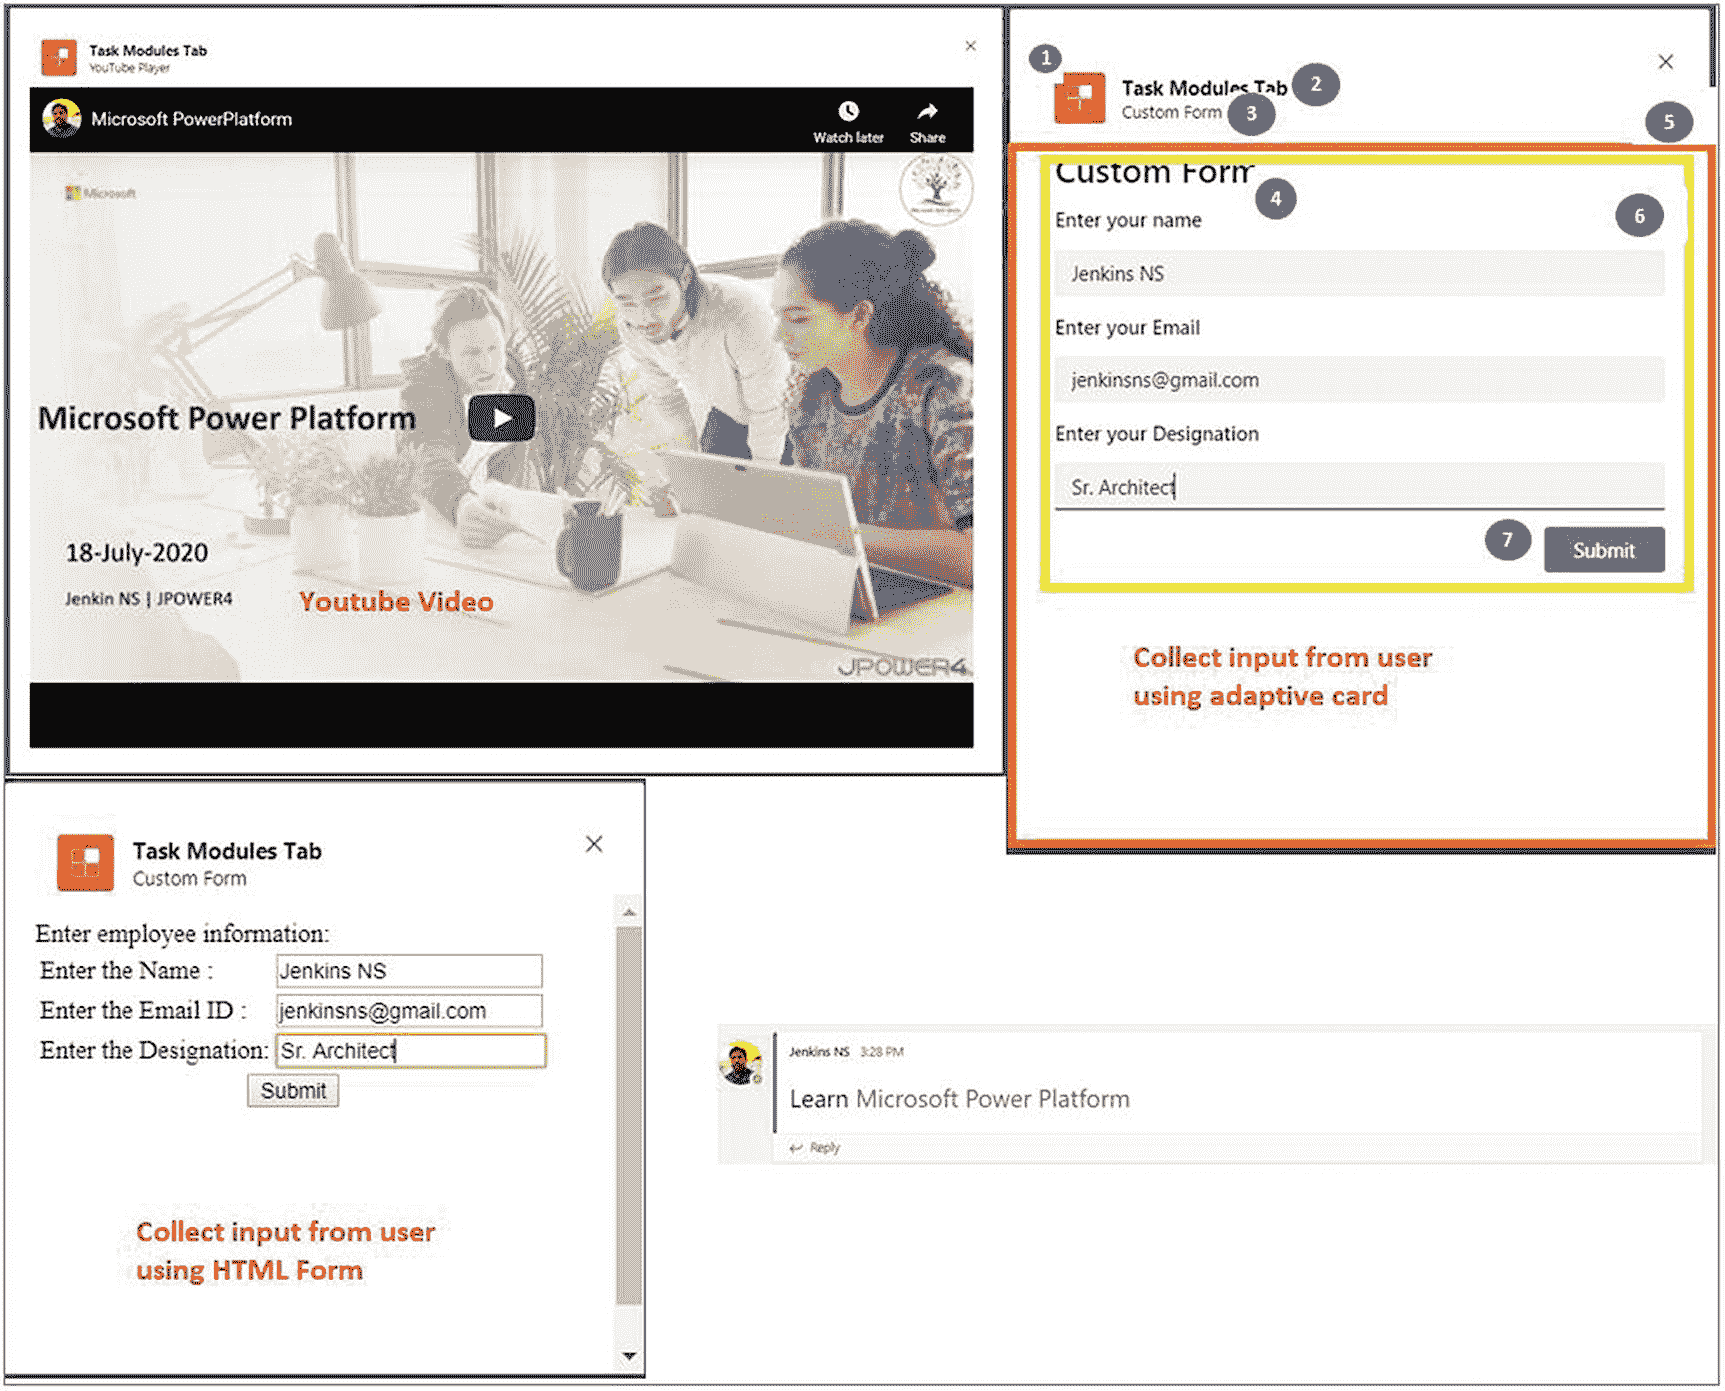 Task Modules Tab
YouTube Player
Microsoft PowerPlatform
Watch later
Share
Microsoft
Microsoft Power Platform
18-July-2020
Jenkin NS | JPOWER4
Youtube Video
JPOWER4
1
Task Modules Tab
2
Custom Form
3
5
Custom Form
4
6
Enter your name
Jenkins NS
Enter your Email
jenkinsns@gmail.com
Enter your Designation
Sr. Architect
7
Submit
Collect input from user
using adaptive card
Task Modules Tab
Custom Form
Enter employee information:
Enter the Name :
Jenkins NS
Enter the Email ID :
jenkinsns@gmail.com
Enter the Designation:
Sr. Architect
Submit
Collect input from user
using HTML Form
Jenkins NS 3:28 PM
Learn Microsoft Power Platform
Reply